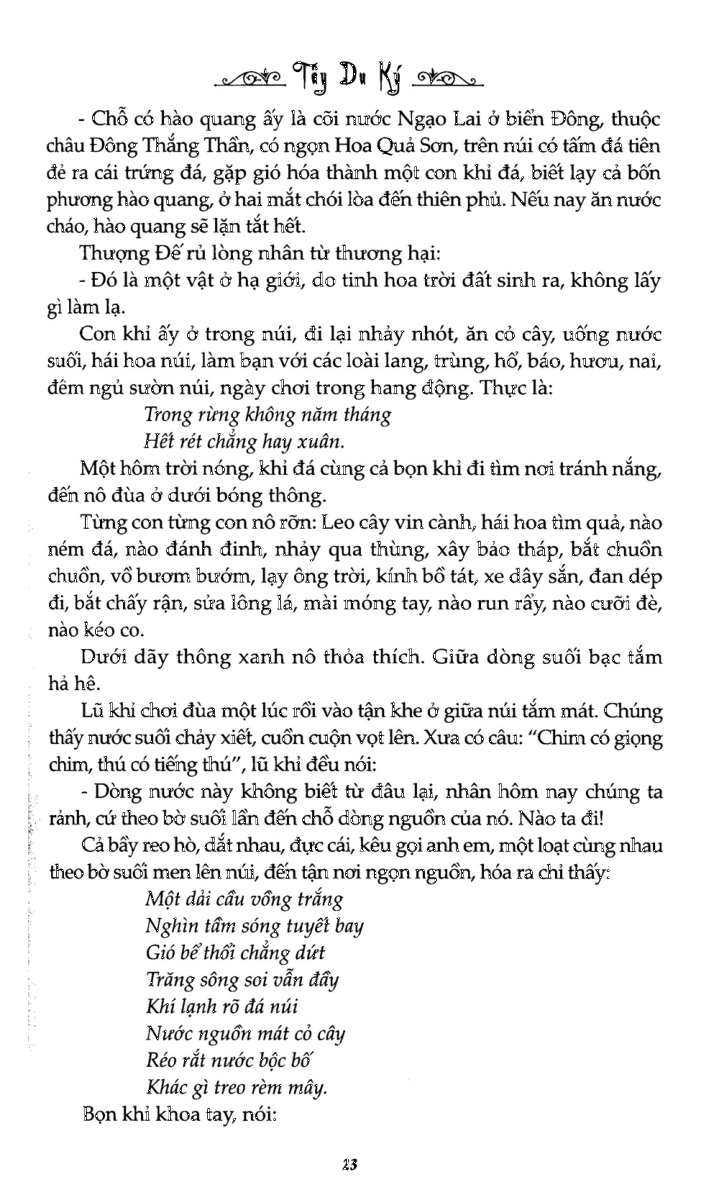 Tây Du Ký
- Chỗ có hào quang ấy là cõi nước Ngạo Lai ở biển Đông, thuộc
châu Đông Thắng Thần, có ngọn Hoa Quả Sơn, trên núi có tấm đá tiên
đẻ ra cái trứng đá, gặp gió hóa thành một con khỉ đá, biết lạy cả bốn
phương hào quang, ở hai mắt chói lòa đến thiên phủ. Nếu nay ăn nước
cháo, hào quang sẽ lặn tắt hết.
Thượng Đế rủ lòng nhân từ thương hại:
- Đó là một vật ở hạ giới, do tinh hoa trời đất sinh ra, không lấy
gì làm lạ.
Con khỉ ấy ở trong núi, đi lại nhảy nhót, ăn cỏ cây, uống nước
suối, hái hoa núi, làm bạn với các loài lang, trùng, hổ, báo, hươu, nai,
đêm ngủ sườn núi, ngày chơi trong hang động. Thực là:
Trong rừng không năm tháng
Hết rét chẳng hay xuân.
Một hôm trời nóng, khỉ đá cùng cả bọn khỉ đi tìm nơi tránh nắng,
đến nô đùa ở dưới bóng thông.
Từng con từng con nô rỡn: Leo cây vin cành, hái hoa tìm quả, nào
ném đá, nào đánh đinh, nhảy qua thùng, xây bảo tháp, bắt chuồn
chuồn, vồ bươm bướm, lạy ông trời, kính bồ tát, xe dây sắn, đan dép
đi, bắt chấy rận, sửa lông lá, mài móng tay, nào run rẩy, nào cưỡi đè,
nào kéo co.
Dưới dãy thông xanh nô thỏa thích. Giữa dòng suối bạc tắm
hả hê.
Lũ khỉ chơi đùa một lúc rồi vào tận khe ở giữa núi tắm mát. Chúng
thấy nước suối chảy xiết, cuồn cuộn vọt lên. Xưa có câu: “Chim có giọng
chim, thú có tiếng thú”, lũ khỉ đều nói:
- Dòng nước này không biết từ đâu lại, nhân hôm nay chúng ta
rảnh, cứ theo bờ suối lần đến chỗ dòng nguồn của nó. Nào ta đi!
Cả bầy reo hò, dắt nhau, đực cái, kêu gọi anh em, một loạt cùng nhau
theo bờ suối men lên núi, đến tận nơi ngọn nguồn, hóa ra chỉ thấy:
Một dải cầu vồng trắng
Nghìn tầm sóng tuyết bay
Gió bể thổi chẳng dứt
Trăng sông soi vẫn đầy
Khí lạnh rõ đá núi
Nước nguồn mát cỏ cây
Réo rắt nước bộc bố
Khác gì treo rèm mây.
Bọn khỉ khoa tay, nói:
23